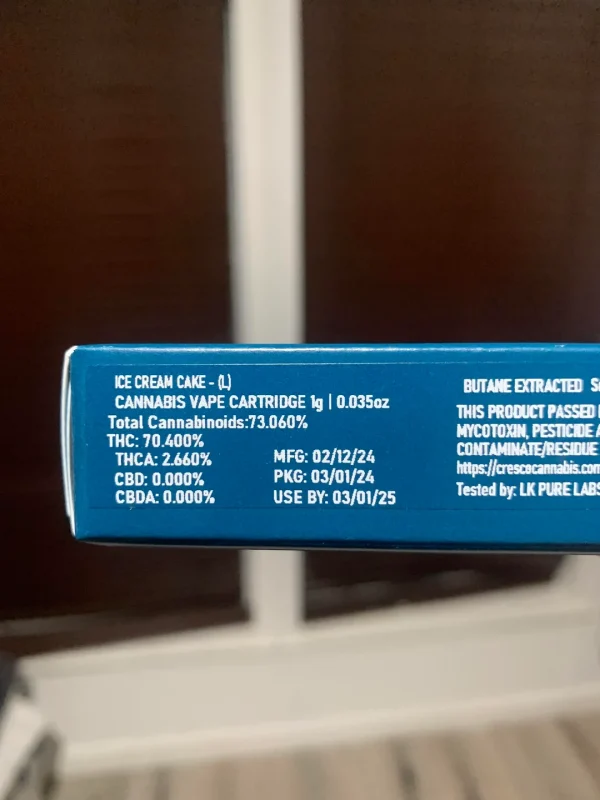 ICE CREAM CAKE - (L)
CANNABIS VAPE CARTRIDGE 1g | 0.035oz
Total Cannabinoids:73.060%
THC: 70.400%
THCA: 2.660%
CBD: 0.000%
CBDA: 0.000%
MFG: 02/12/24
PKG: 03/01/24
USE BY: 03/01/25
BUTANE EXTRACTED
THIS PRODUCT PASSED
MYCOTOXIN, PESTICIDE
CONTAMINATE/RESIDUE
https://crescocannabis.com
Tested by: LK PURE LABS